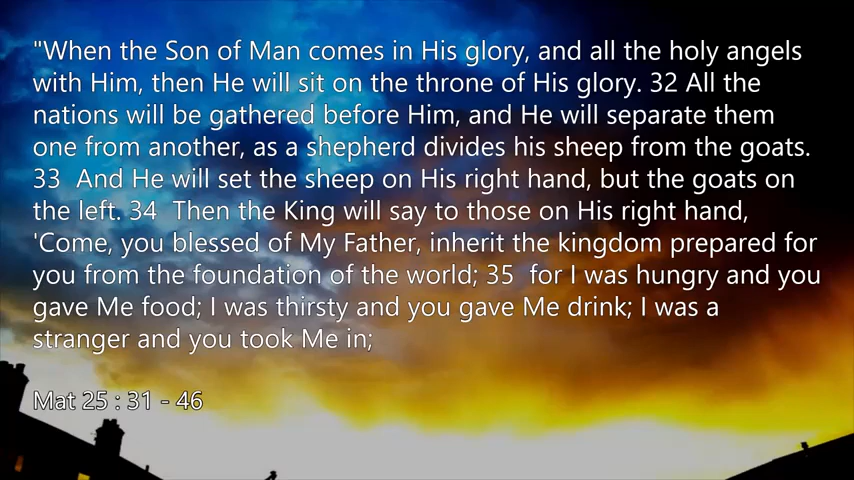 "When the Son of Man comes in His glory, and all the holy angels
with Him, then He will sit on the throne of His glory. 32 All the
nations will be gathered before Him, and He will separate them
one from another, as a shepherd divides his sheep from the goats.
33  And He will set the sheep on His right hand, but the goats on
the left. 34  Then the King will say to those on His right hand,
'Come, you blessed of My Father, inherit the kingdom prepared for
you from the foundation of the world; 35  for I was hungry and you
gave Me food; I was thirsty and you gave Me drink; I was a
stranger and you took Me in;
Mat 25 : 31 - 46